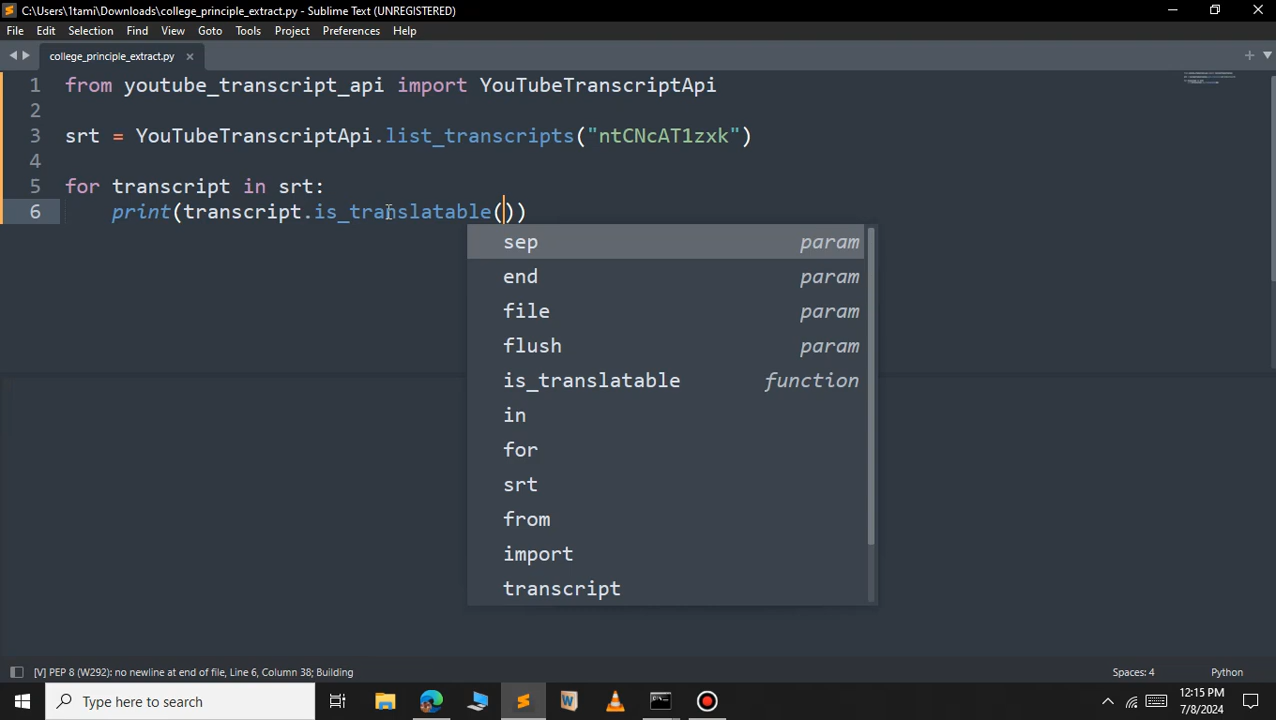 C:\Users\1tami\Downloads\college_principle_extract.py - Sublime Text (UNREGISTERED)
File Edit Selection Find View Goto Tools Project Preferences Help
college_principle_extract.py
1 from youtube_transcript_api import YouTubeTranscriptApi
2
3 srt = YouTubeTranscriptApi.list_transcripts("ntCNcAT1zxk")
4
5 for transcript in srt:
6 print(transcript.is_translatable())
sep param
end param
file param
flush param
is_translatable function
in
for
srt
from
import
transcript
[V] PEP 8 (W292): no newline at end of file, Line 6, Column 38; Building Spaces: 4 Python
Type here to search
12:15 PM
7/8/2024